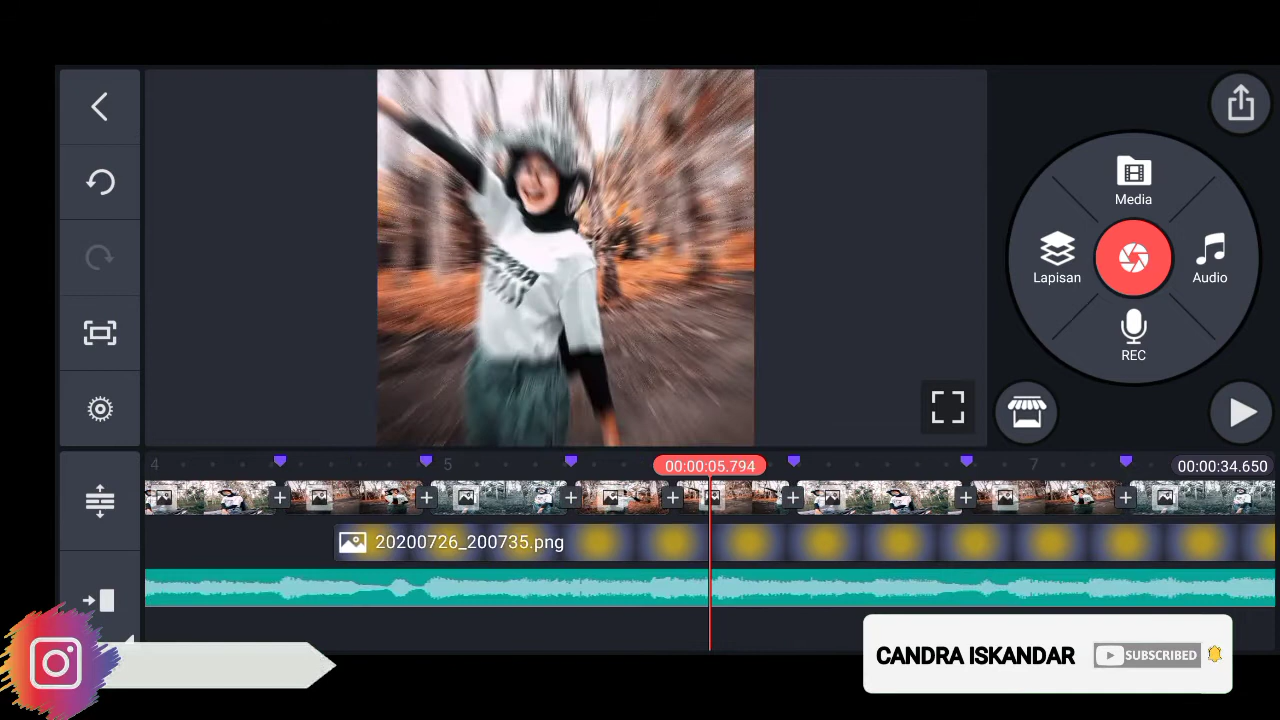 Media
Lapisan
Audio
REC
4
5
00:00:05.794
7
00:00:34.650
20200726_200735.png
CANDRA ISKANDAR
SUBSCRIBED